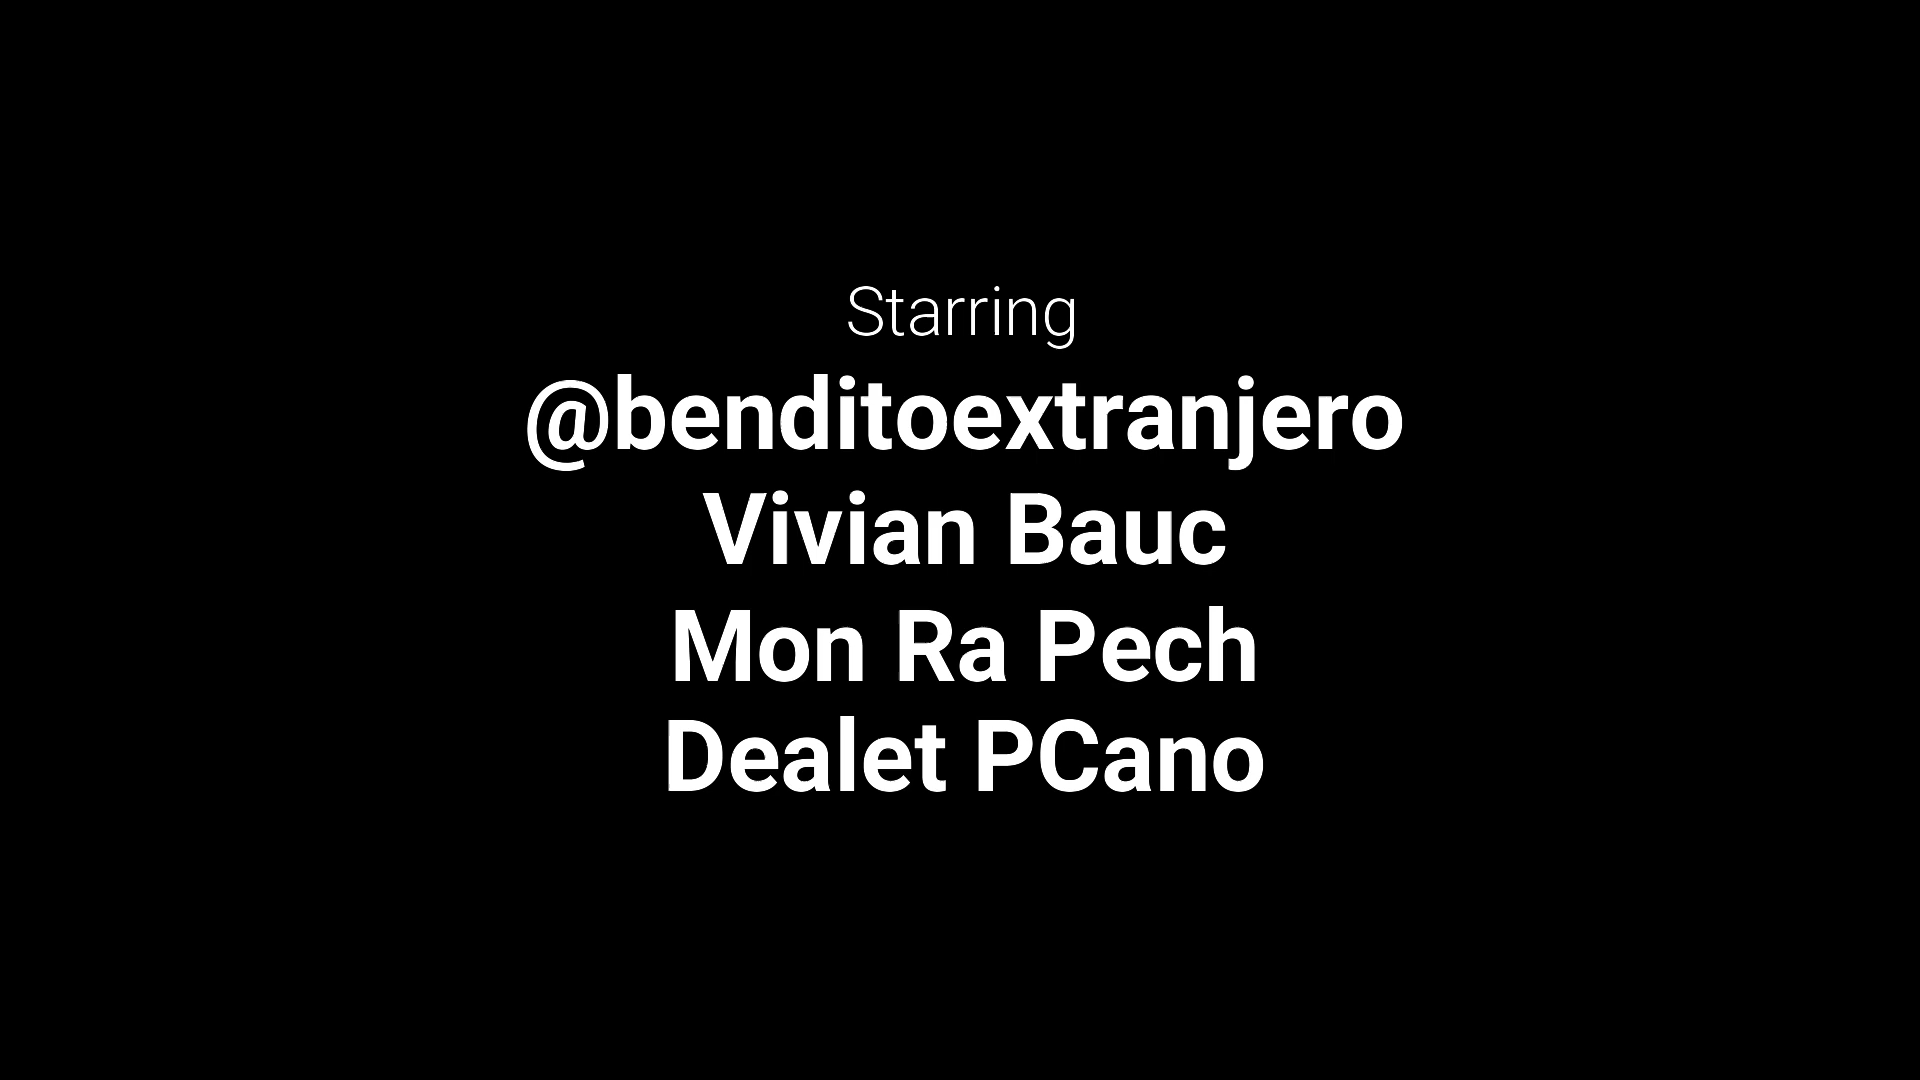 Starring
@benditoextranjero
Vivian Bauc
Mon Ra Pech
Dealet PCano